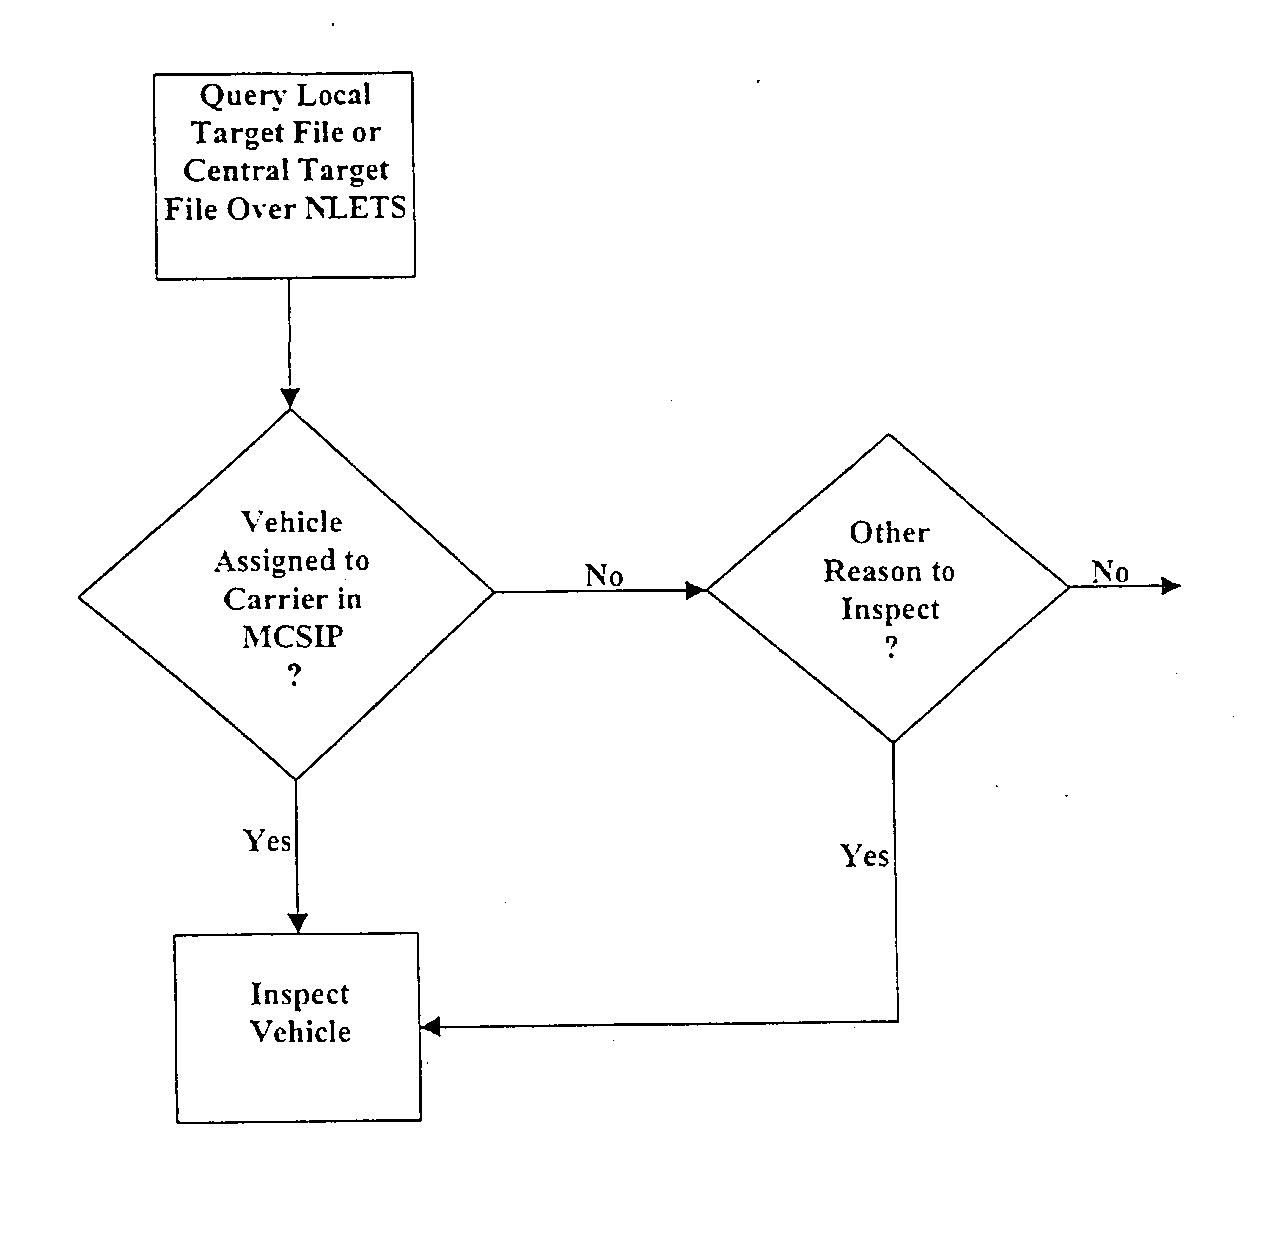 Query Local
Target File or
Central Target
File Over NLETS
Vehicle
Assigned to
Carrier in
MCSIP
?
No
Other
Reason to
Inspect
?
No
Yes
Yes
Inspect
Vehicle